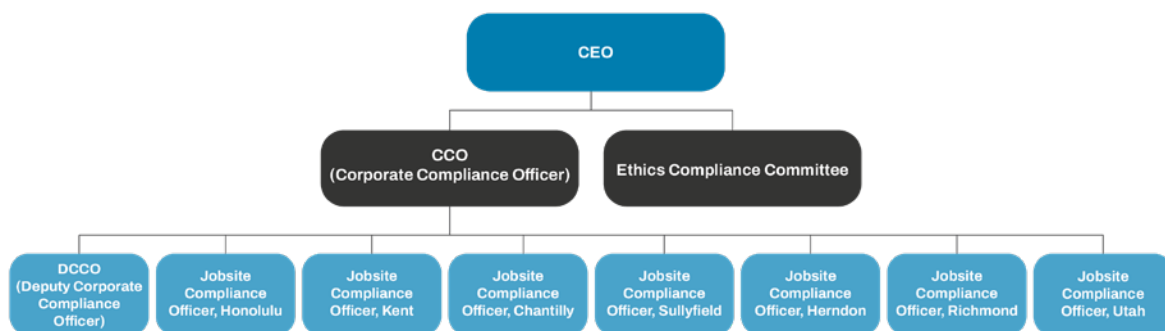 CEO
CCO
(Corporate Compliance Officer)
Ethics Compliance Committee
DCCO
(Deputy Corporate
Compliance
Officer)
Jobsite
Compliance
Officer, Honolulu
Jobsite
Compliance
Officer, Kent
Jobsite
Compliance
Officer, Chantilly
Jobsite
Compliance
Officer, Sullyfield
Jobsite
Compliance
Officer, Herndon
Jobsite
Compliance
Officer, Richmond
Jobsite
Compliance
Officer, Utah